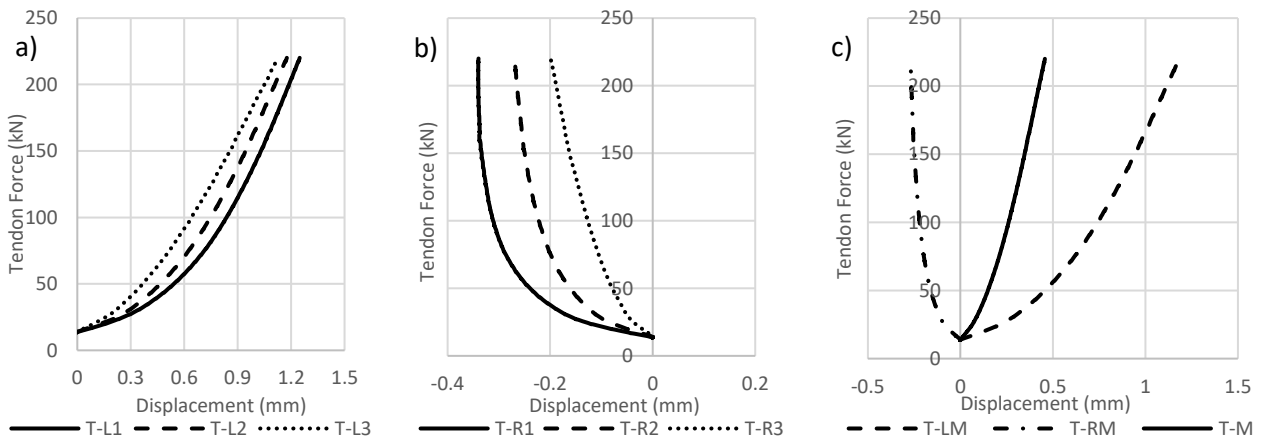 a)
250
200
150
100
50
0
Tendon Force (kN)
0 0.3 0.6 0.9 1.2 1.5
Displacement (mm)
T-L1 T-L2 T-L3
b)
250
200
150
100
50
0
Tendon Force (kN)
-0.4 -0.2 0 0.2
Displacement (mm)
T-R1 T-R2 T-R3
c)
250
200
150
100
50
0
Tendon Force (kN)
-0.5 0 0.5 1 1.5
Displacement (mm)
T-LM T-RM T-M